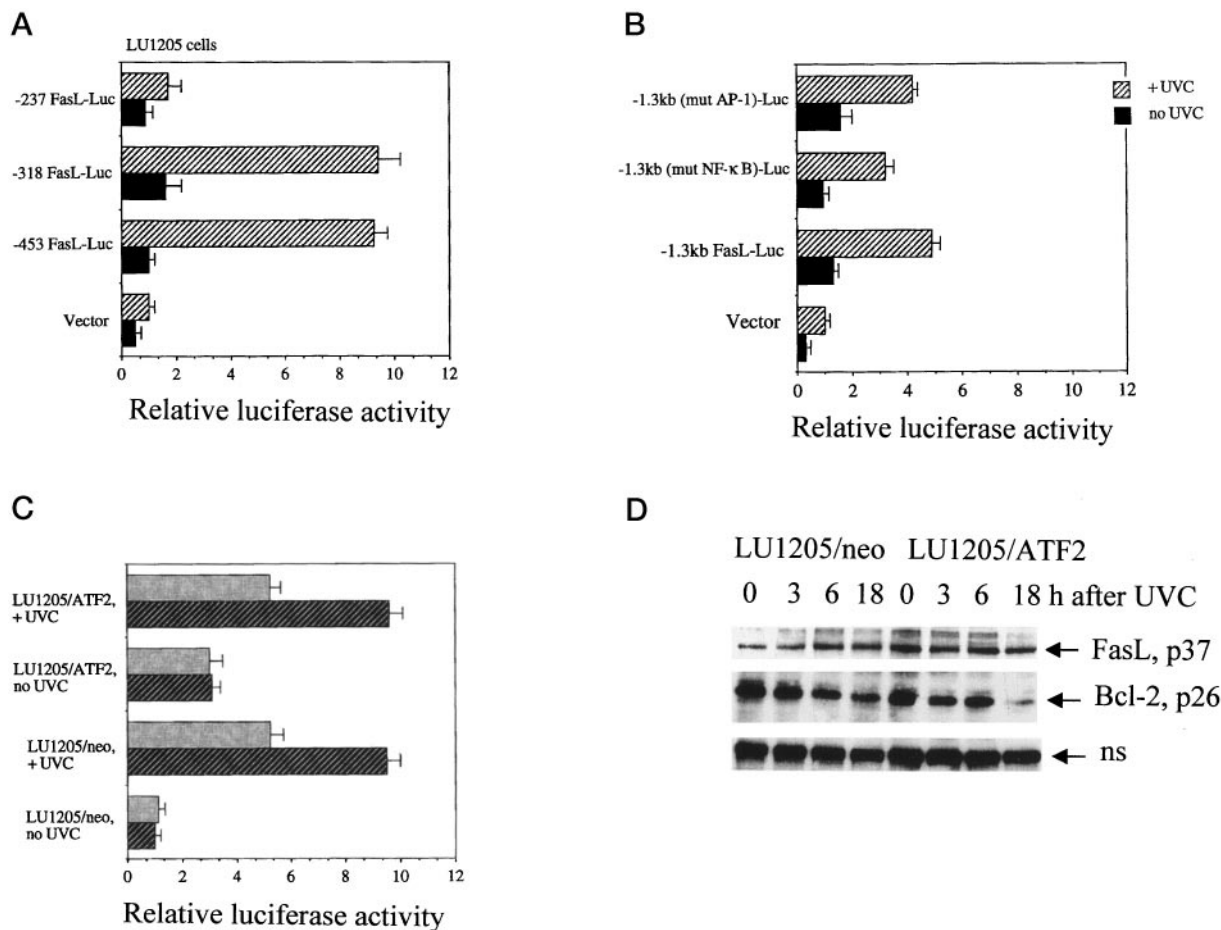 A
LU1205 cells
-237 FasL-Luc
-318 FasL-Luc
-453 FasL-Luc
Vector
0 2 4 6 8 10 12
Relative luciferase activity
B
-1.3kb (mut AP-1)-Luc
-1.3kb (mut NF-κB)-Luc
-1.3kb FasL-Luc
Vector
+ UVC
no UVC
0 2 4 6 8 10 12
Relative luciferase activity
C
LU1205/ATF2,
+ UVC
LU1205/ATF2,
no UVC
LU1205/neo,
+ UVC
LU1205/neo,
no UVC
0 2 4 6 8 10 12
Relative luciferase activity
D
LU1205/neo LU1205/ATF2
0 3 6 18 0 3 6 18 h after UVC
FasL, p37
Bcl-2, p26
ns